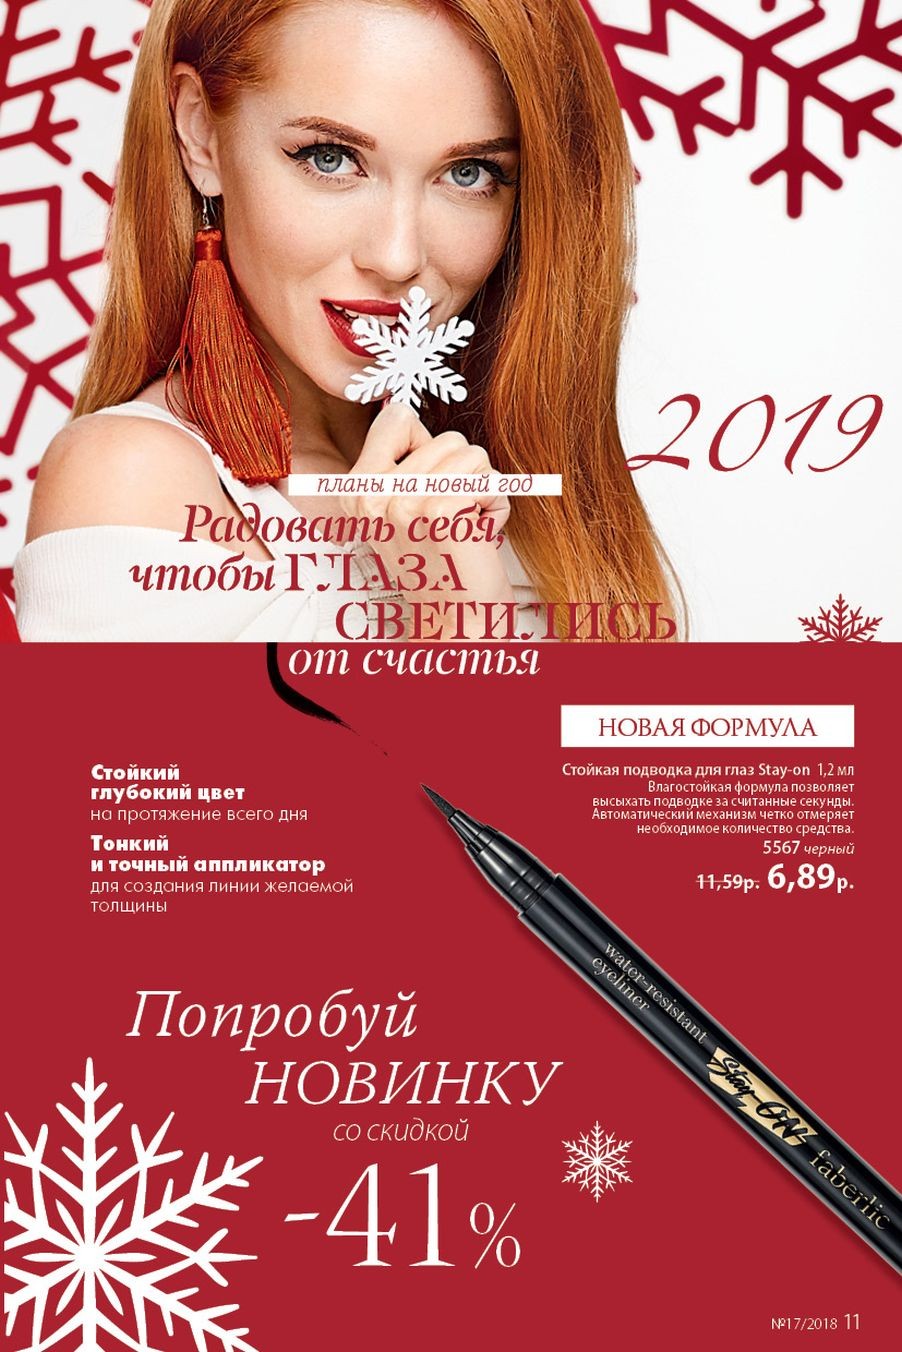 2019
планы на новый год
Радовать себя,
чтобы ГЛАЗА
СВЕТИЛИСЬ
от счастья
НОВАЯ ФОРМУЛА
Стойкая подводка для глаз Stay-on 1,2 мл
Влагостойкая формула позволяет
высыхать подводке за считанные секунды.
Автоматический механизм четко отмеряет
необходимое количество средства.
5567 черный
11,59р. 6,89р.
Стойкий
глубокий цвет
на протяжение всего дня
Тонкий
и точный аппликатор
для создания линии желаемой
толщины
water-resistant
eyeliner
Stay ON
faberlic
Попробуй
НОВИНКУ
со скидкой
-41%
№17/2018 11